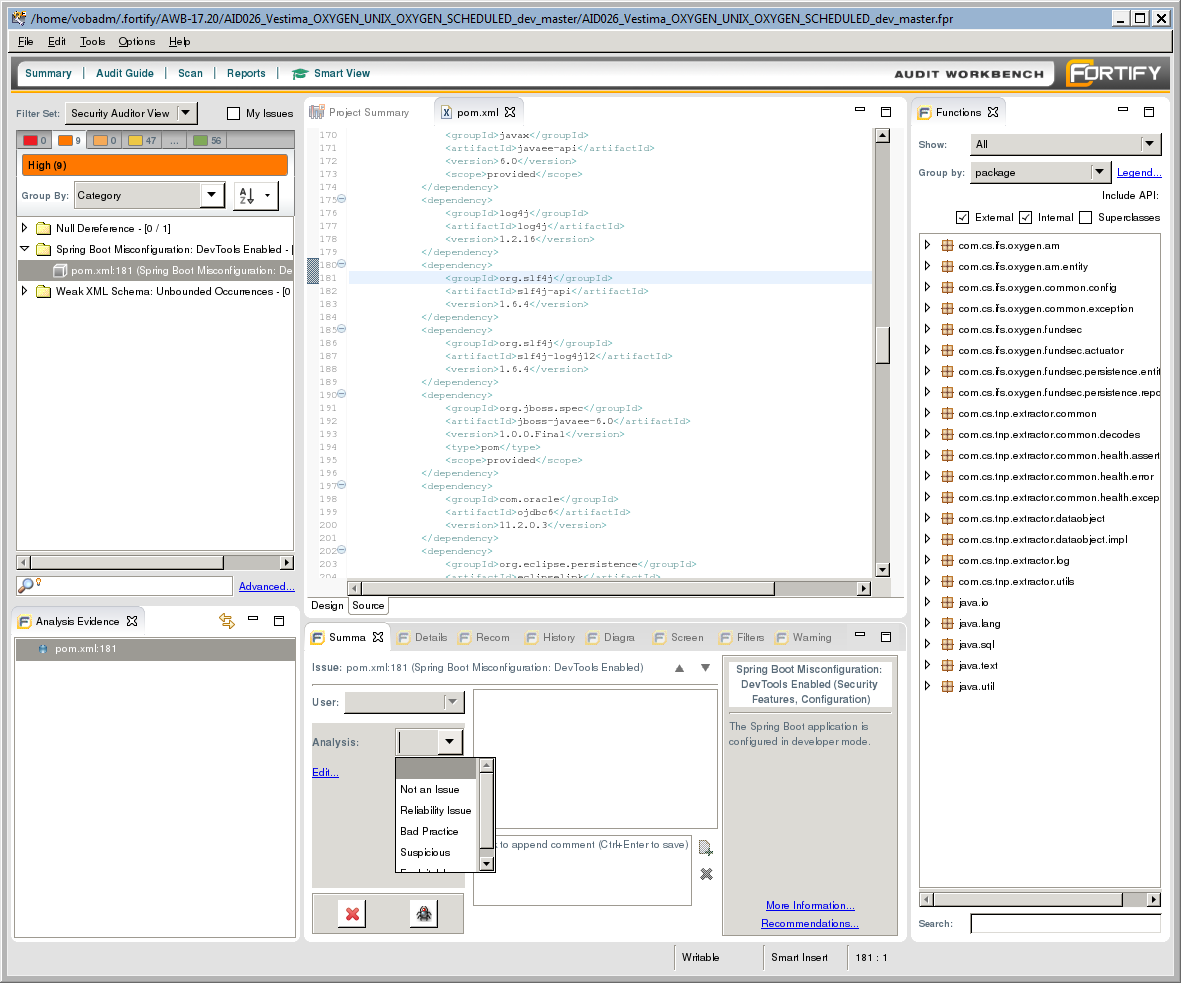 /home/vobadm/.fortify/AWB-17.20/AID026_Vestima_OXYGEN_UNIX_OXYGEN_SCHEDULED_dev_master/AID026_Vestima_OXYGEN_UNIX_OXYGEN_SCHEDULED_dev_master.fpr
File Edit Tools Options Help
Summary | Audit Guide | Scan | Reports | Smart View
AUDIT WORKBENCH FORTIFY
Filter Set: Security Auditor View My Issues
0 9 0 47 ... 56
High (9)
Group By: Category
Null Dereference - [0 / 1]
Spring Boot Misconfiguration: DevTools Enabled - [
pom.xml:181 (Spring Boot Misconfiguration: De
Weak XML Schema: Unbounded Occurrences - [0
Advanced...
Analysis Evidence
pom.xml:181
Project Summary pom.xml
170 <groupId>javax</groupId>
171 <artifactId>javaee-api</artifactId>
172 <version>6.0</version>
173 <scope>provided</scope>
174 </dependency>
175 <dependency>
176 <groupId>log4j</groupId>
177 <artifactId>log4j</artifactId>
178 <version>1.2.16</version>
179 </dependency>
180 <dependency>
181 <groupId>org.slf4j</groupId>
182 <artifactId>slf4j-api</artifactId>
183 <version>1.6.4</version>
184 </dependency>
185 <dependency>
186 <groupId>org.slf4j</groupId>
187 <artifactId>slf4j-log4j12</artifactId>
188 <version>1.6.4</version>
189 </dependency>
190 <dependency>
191 <groupId>org.jboss.spec</groupId>
192 <artifactId>jboss-javaee-6.0</artifactId>
193 <version>1.0.0.Final</version>
194 <type>pom</type>
195 <scope>provided</scope>
196 </dependency>
197 <dependency>
198 <groupId>com.oracle</groupId>
199 <artifactId>ojdbc6</artifactId>
200 <version>11.2.0.3</version>
201 </dependency>
202 <dependency>
203 <groupId>org.eclipse.persistence</groupId>
204 <artifactId>eclipselink</artifactId>
Design Source
Summa Details Recom History Diagra Screen Filters Warning
Issue: pom.xml:181 (Spring Boot Misconfiguration: DevTools Enabled)
User:
Analysis:
Edit...
Not an Issue
Reliability Issue
Bad Practice
Suspicious
to append comment (Ctrl+Enter to save)
Spring Boot Misconfiguration:
DevTools Enabled (Security
Features, Configuration)
The Spring Boot application is
configured in developer mode.
More Information...
Recommendations...
Functions
Show: All
Group by: package Legend...
Include API:
External Internal Superclasses
com.cs.ifs.oxygen.am
com.cs.ifs.oxygen.am.entity
com.cs.ifs.oxygen.common.config
com.cs.ifs.oxygen.common.exception
com.cs.ifs.oxygen.fundsec
com.cs.ifs.oxygen.fundsec.actuator
com.cs.ifs.oxygen.fundsec.persistence.entit
com.cs.ifs.oxygen.fundsec.persistence.repo
com.cs.tnp.extractor.common
com.cs.tnp.extractor.common.decodes
com.cs.tnp.extractor.common.health.assert
com.cs.tnp.extractor.common.health.error
com.cs.tnp.extractor.common.health.excep
com.cs.tnp.extractor.dataobject
com.cs.tnp.extractor.dataobject.impl
com.cs.tnp.extractor.log
com.cs.tnp.extractor.utils
java.io
java.lang
java.sql
java.text
java.util
Search:
Writable Smart Insert 181 : 1